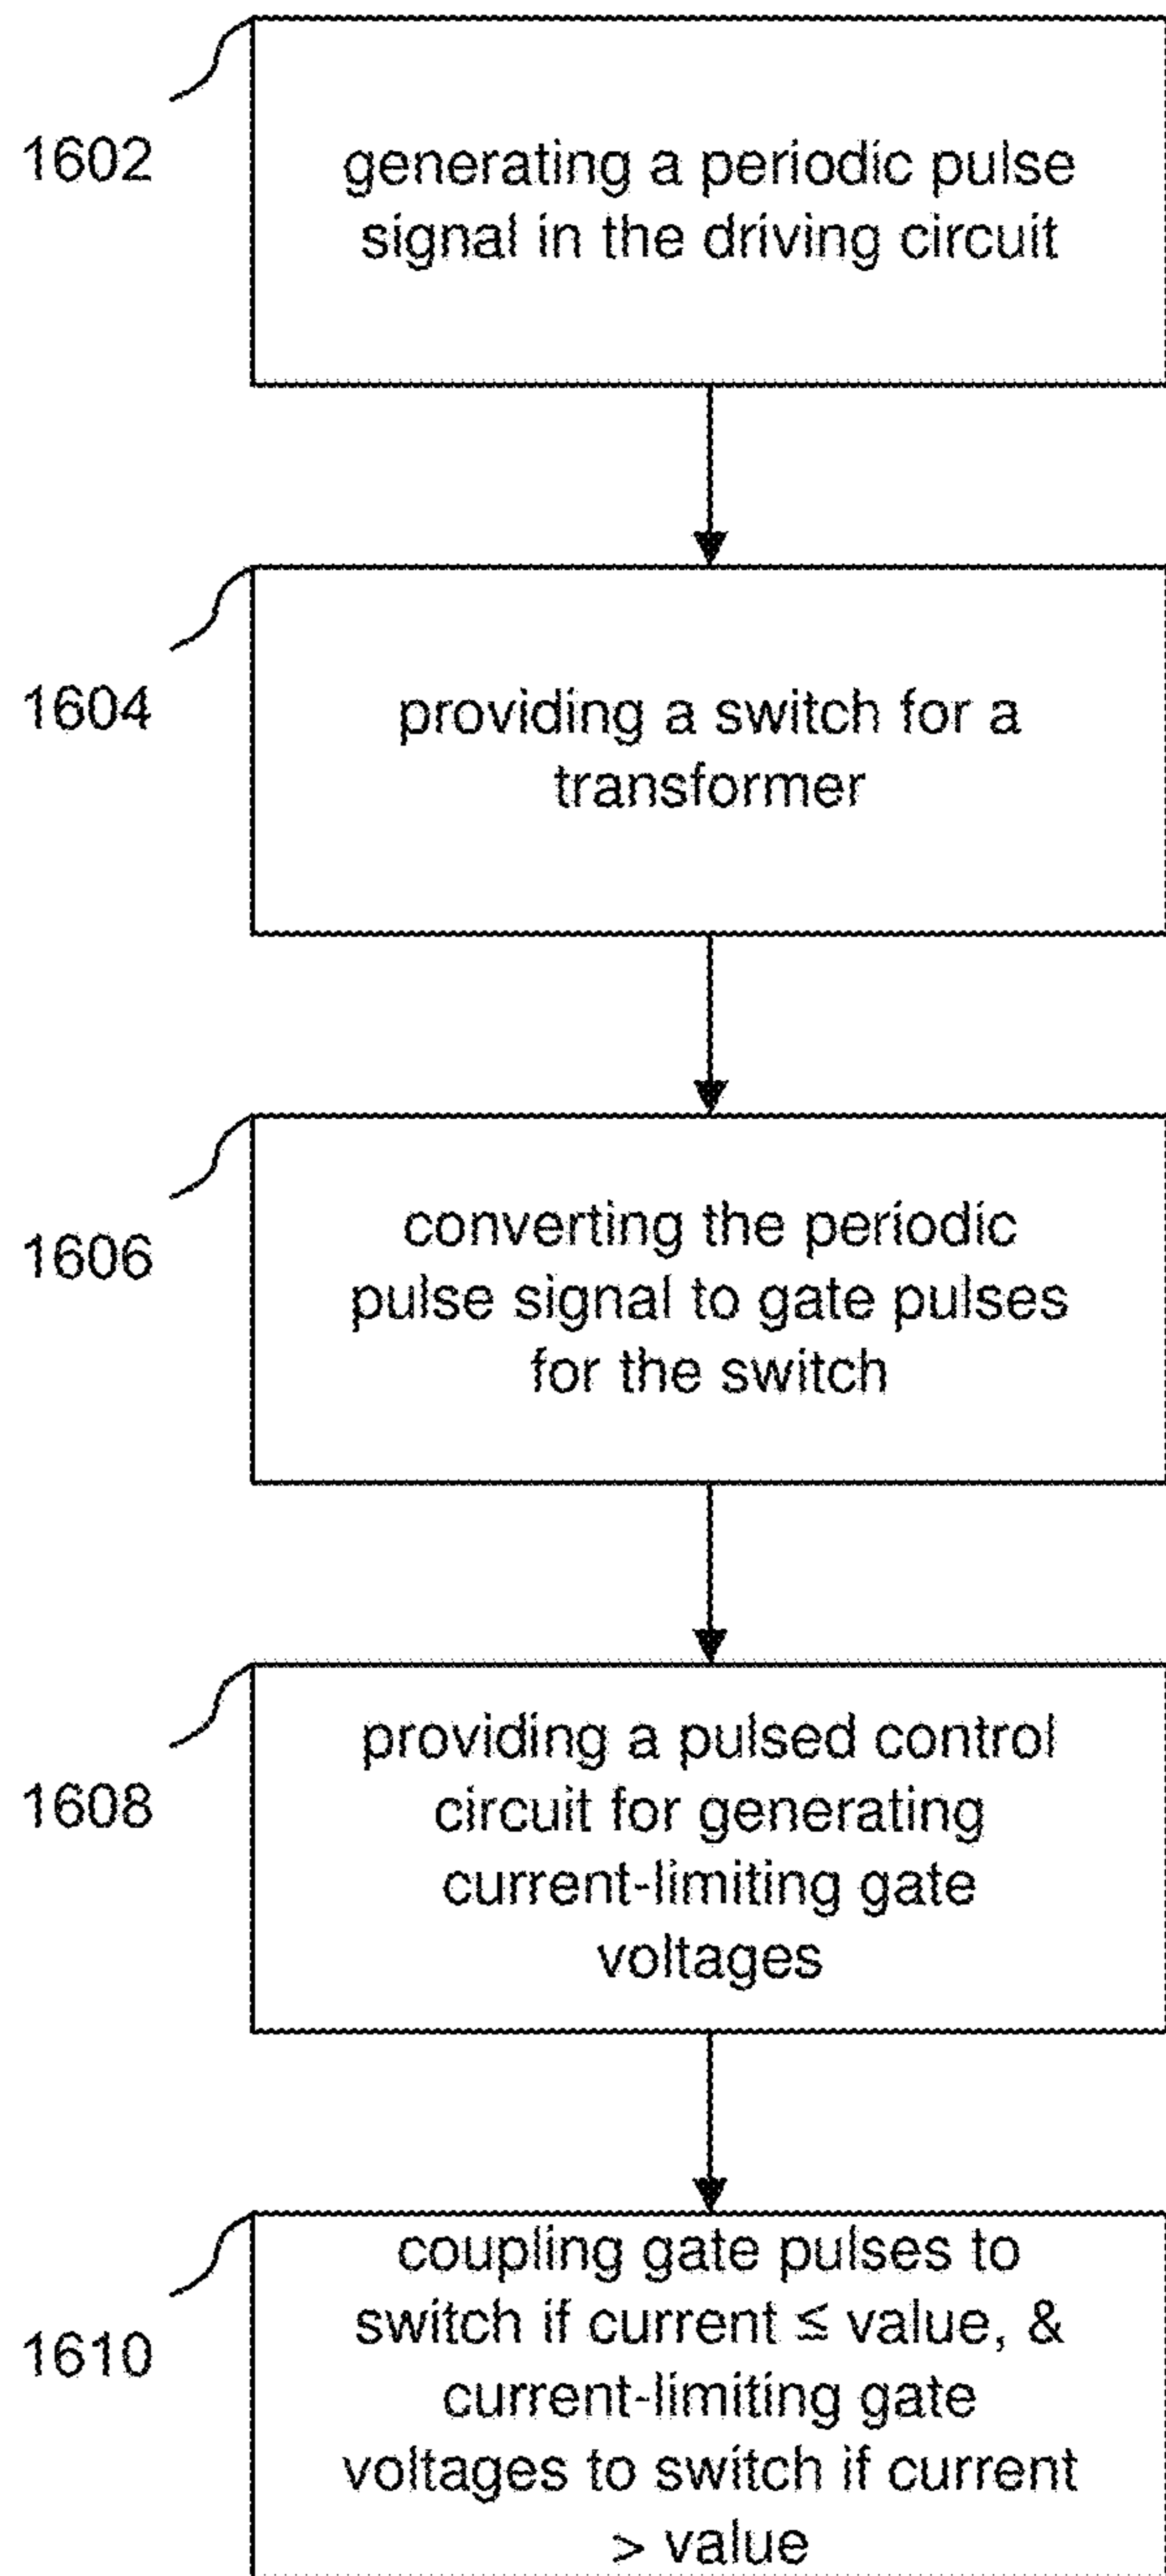 1602
generating a periodic pulse
signal in the driving circuit
1604
providing a switch for a
transformer
1606
converting the periodic
pulse signal to gate pulses
for the switch
1608
providing a pulsed control
circuit for generating
current-limiting gate
voltages
1610
coupling gate pulses to
switch if current ≤ value, &
current-limiting gate
voltages to switch if current
> value